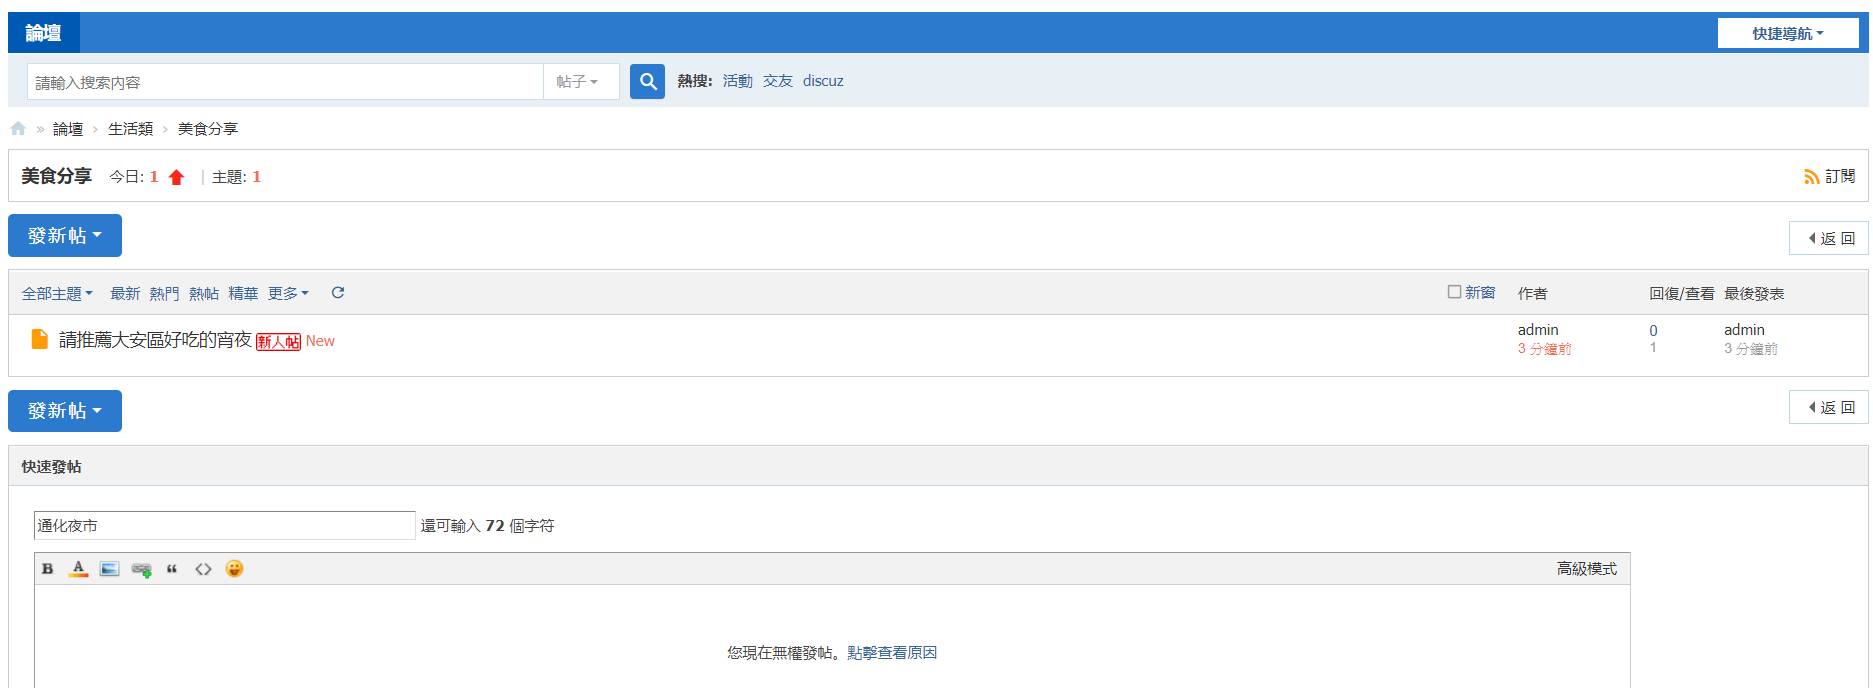 論壇
快捷導航
請輸入搜索內容
帖子
熱搜: 活動 交友 discuz
» 論壇 › 生活類 › 美食分享
美食分享 今日: 1 | 主題: 1
訂閱
發新帖
返 回
全部主題 最新 熱門 熱帖 精華 更多 新窗 作者 回復/查看 最後發表
請推薦大安區好吃的宵夜 新人帖 New admin 0 admin
3 分鐘前 1 3 分鐘前
發新帖
返 回
快速發帖
通化夜市 還可輸入 72 個字符
B A “ <> 高級模式
您現在無權發帖。點擊查看原因